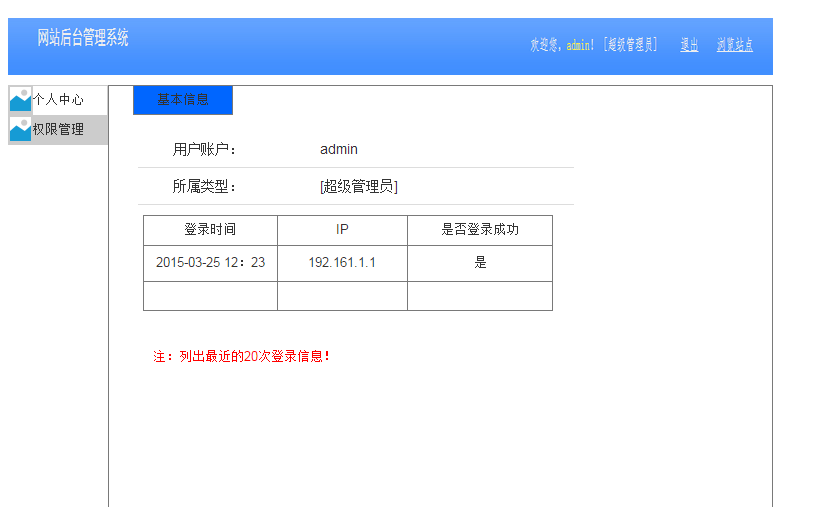 网站后台管理系统
欢迎您，admin! [超级管理员] 退出 浏览站点
个人中心
权限管理
基本信息
用户账户： admin
所属类型： [超级管理员]
登录时间 IP 是否登录成功
2015-03-25 12：23 192.161.1.1 是
注：列出最近的20次登录信息！